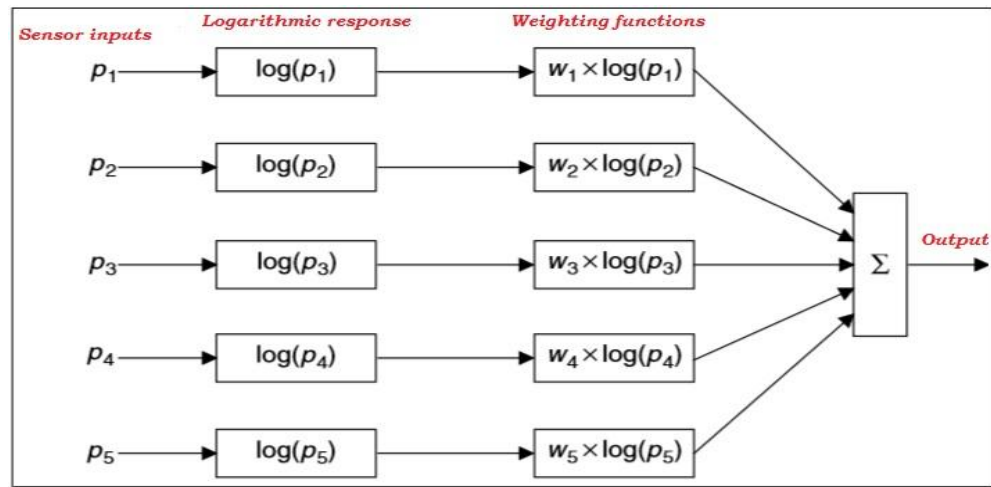 Sensor inputs Logarithmic response Weighting functions
p₁ log(p₁) w₁×log(p₁)
p₂ log(p₂) w₂×log(p₂)
p₃ log(p₃) w₃×log(p₃) Σ Output
p₄ log(p₄) w₄×log(p₄)
p₅ log(p₅) w₅×log(p₅)